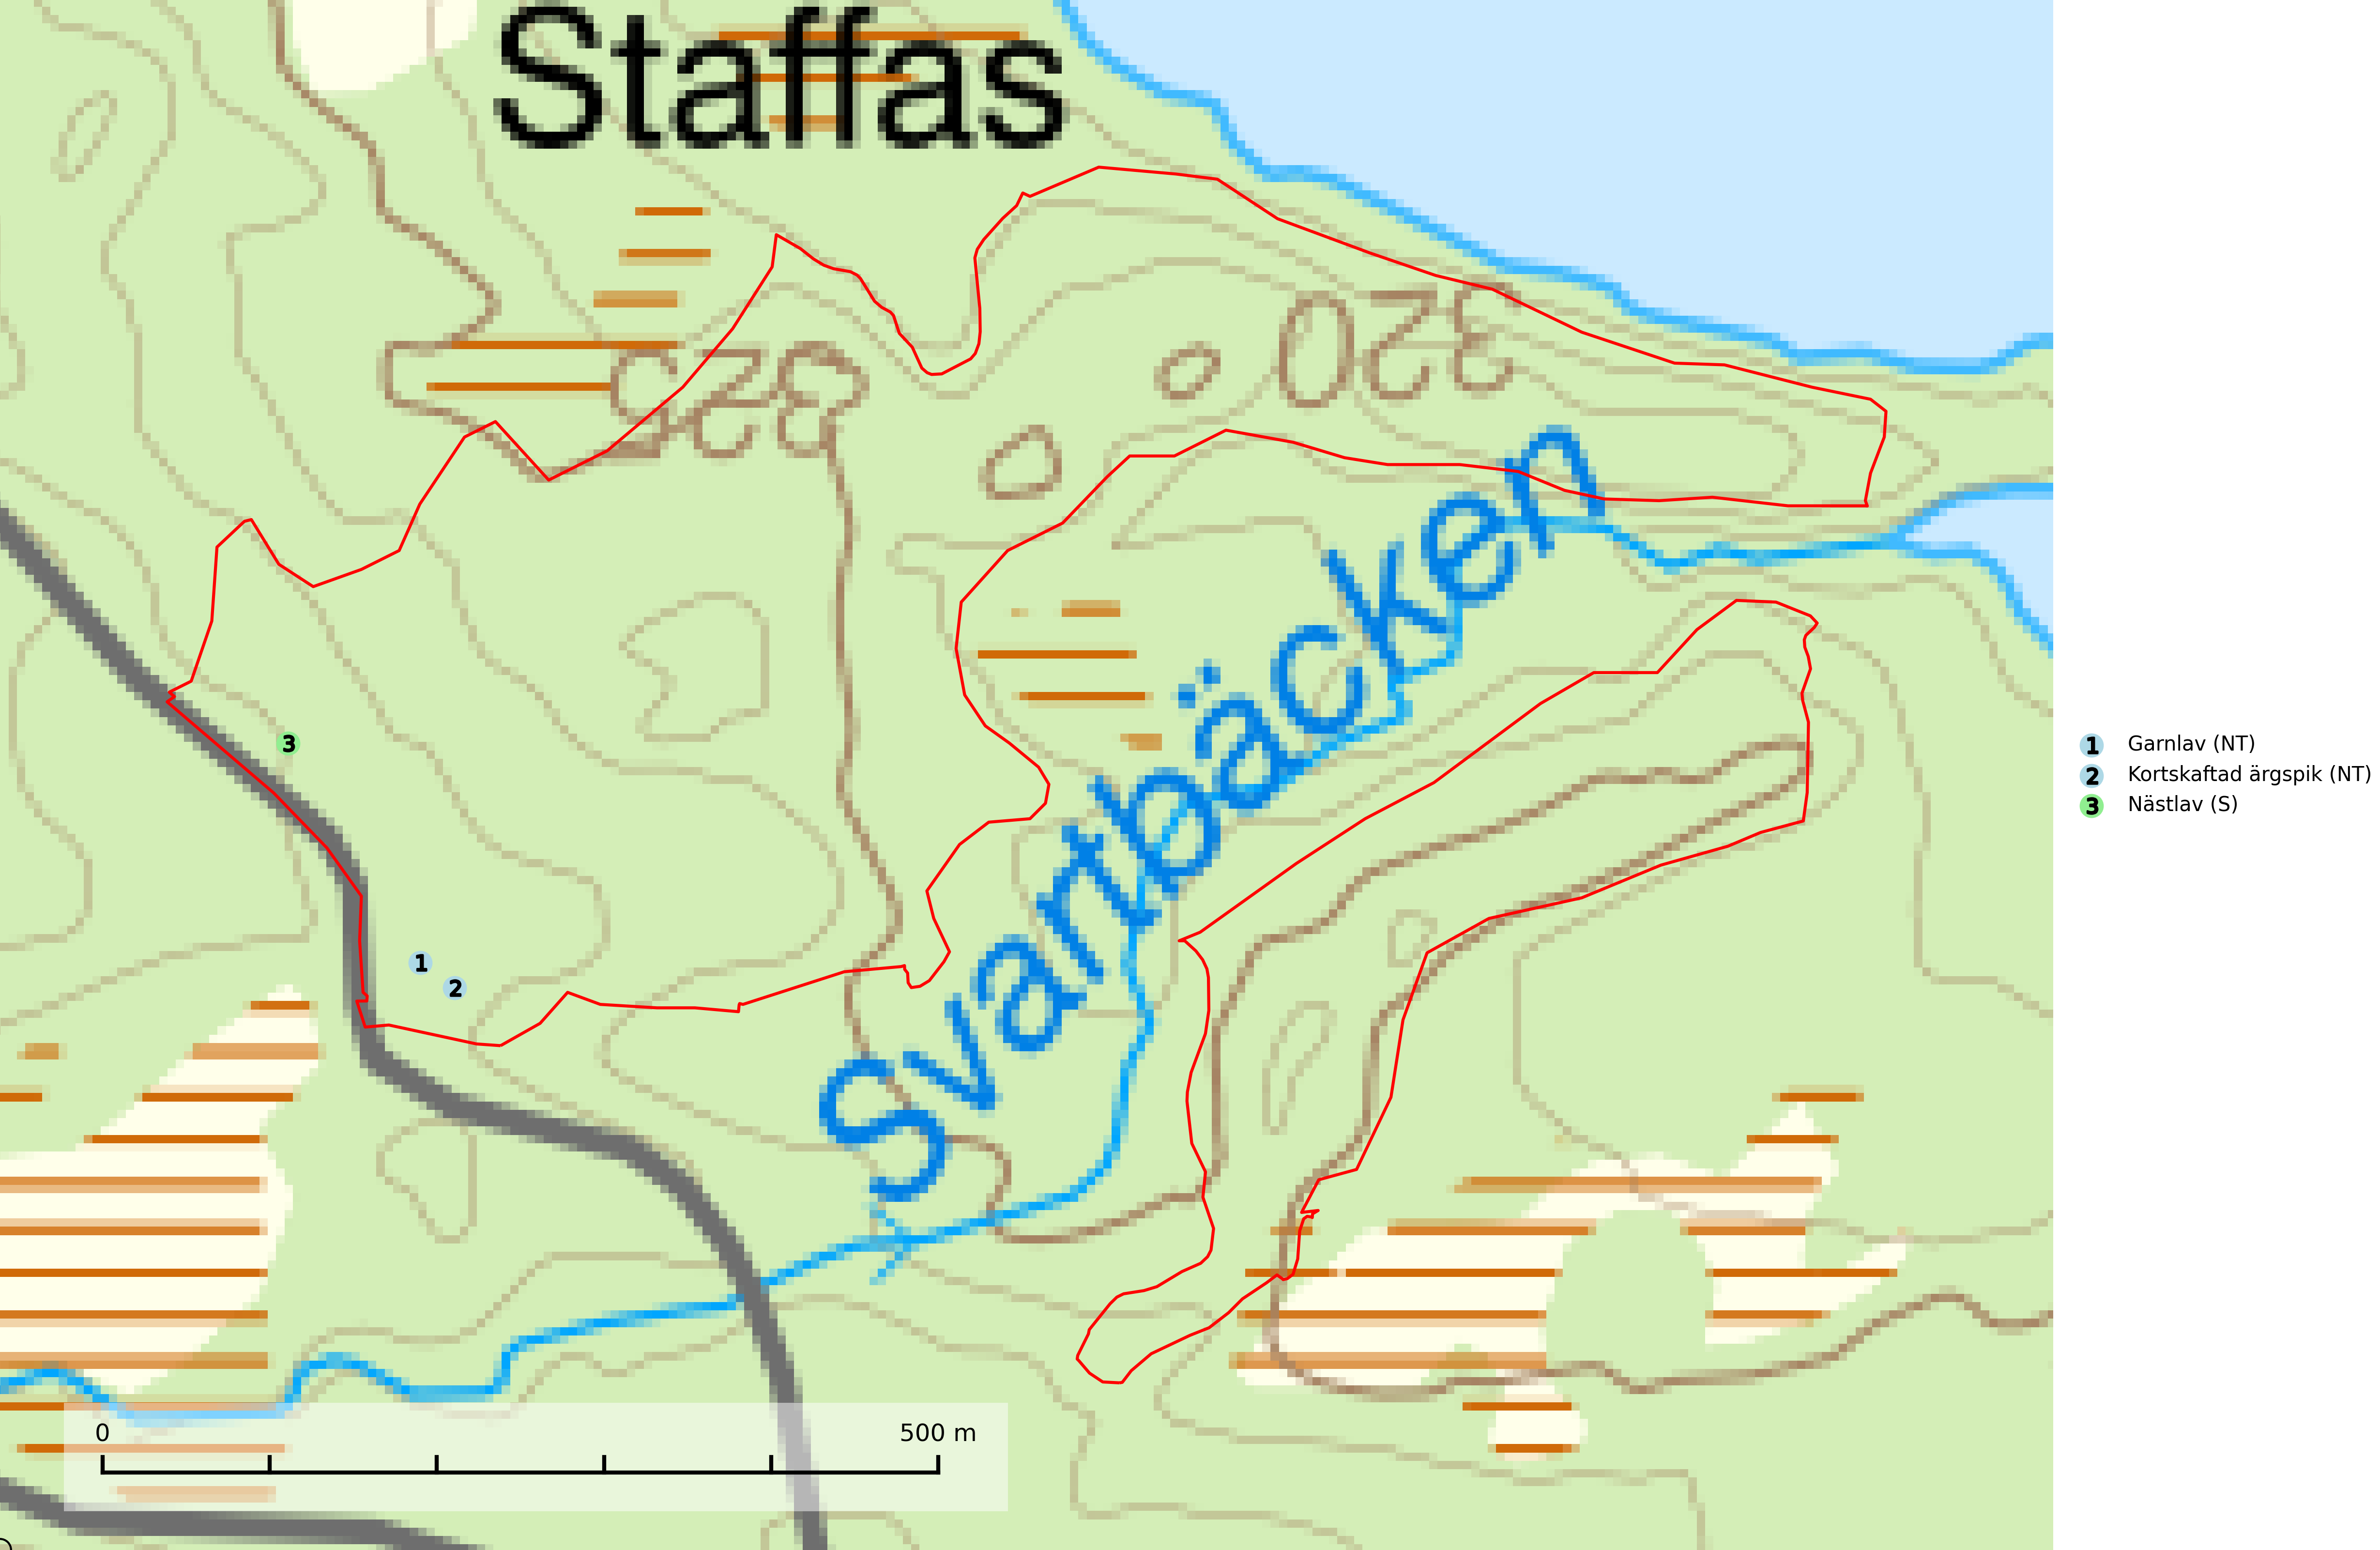 Staffas
325
320
Svartbäcken
3
1
2
1 Garnlav (NT)
2 Kortskaftad ärgspik (NT)
3 Nästlav (S)
0 500 m